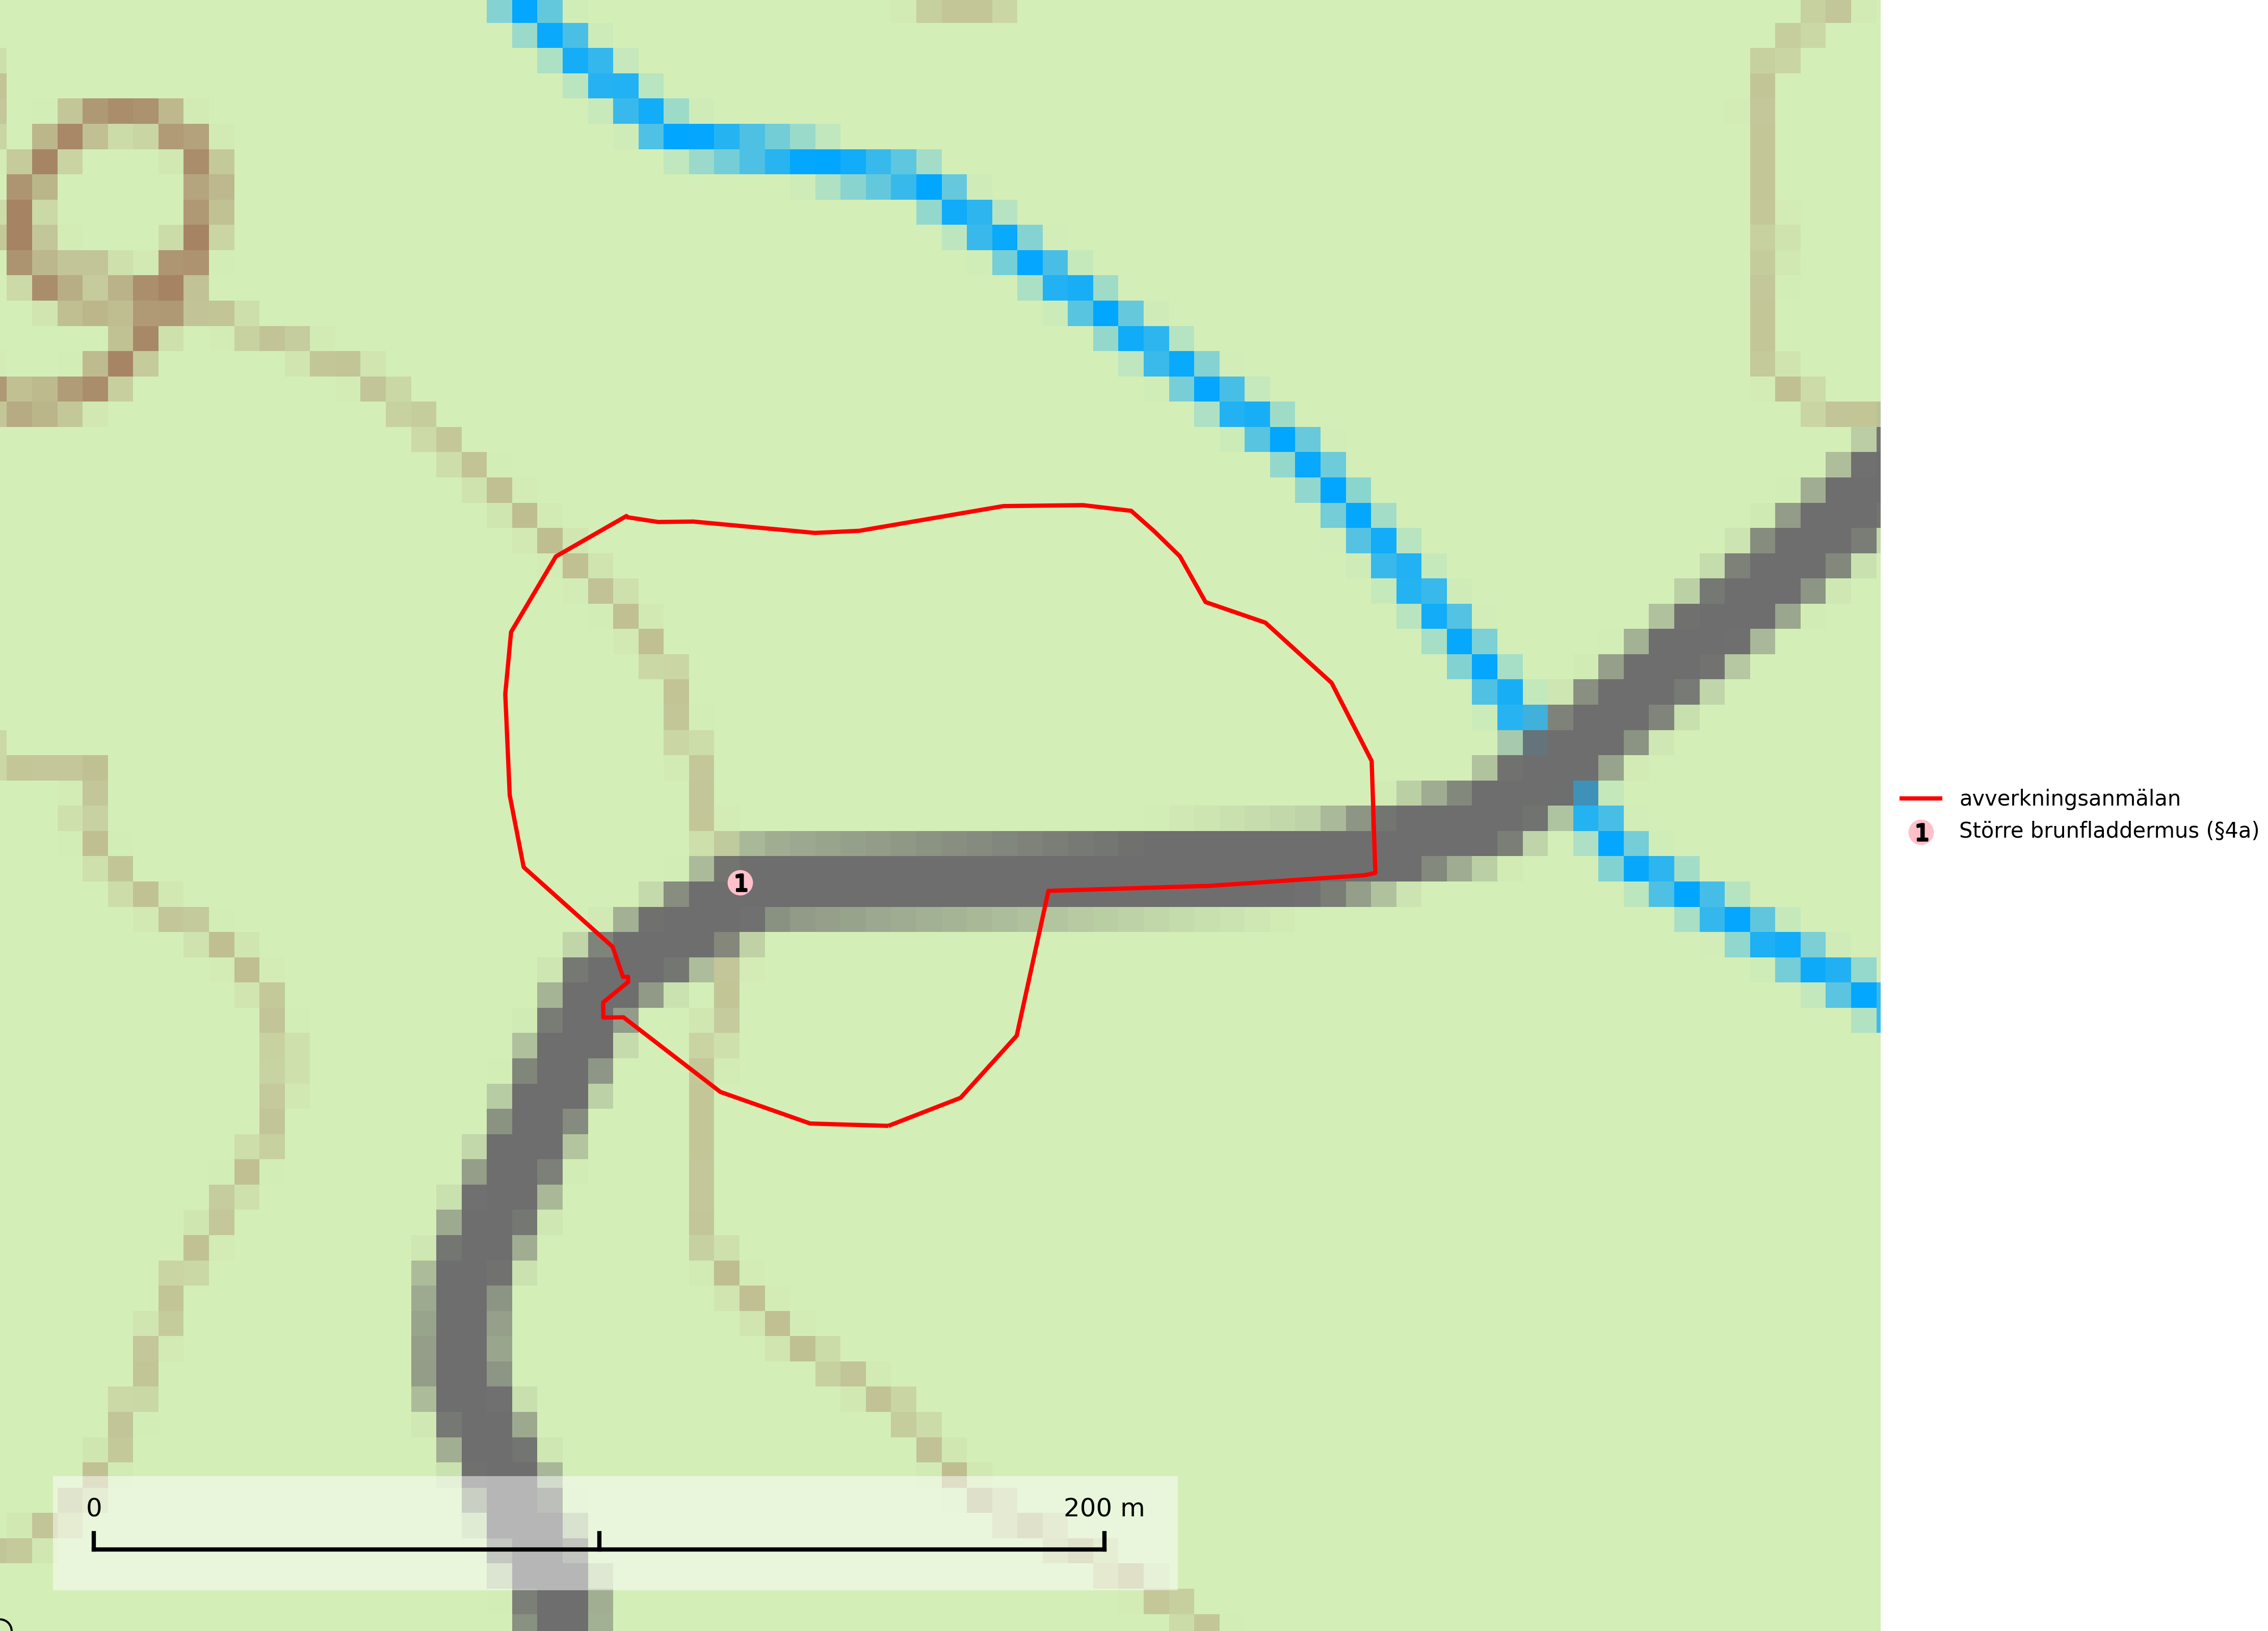 avverkningsanmälan
1 Större brunfladdermus (§4a)
1
0 200 m